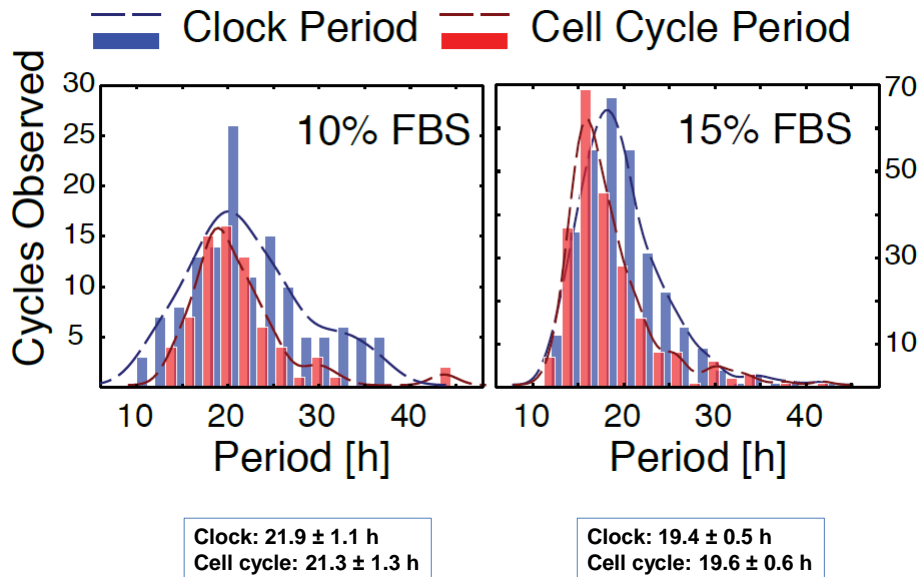 Clock Period Cell Cycle Period
Cycles Observed
30
25
20
15
10
5
10% FBS
10 20 30 40
Period [h]
15% FBS
70
50
30
10
10 20 30 40
Period [h]
Clock: 21.9 ± 1.1 h
Cell cycle: 21.3 ± 1.3 h
Clock: 19.4 ± 0.5 h
Cell cycle: 19.6 ± 0.6 h